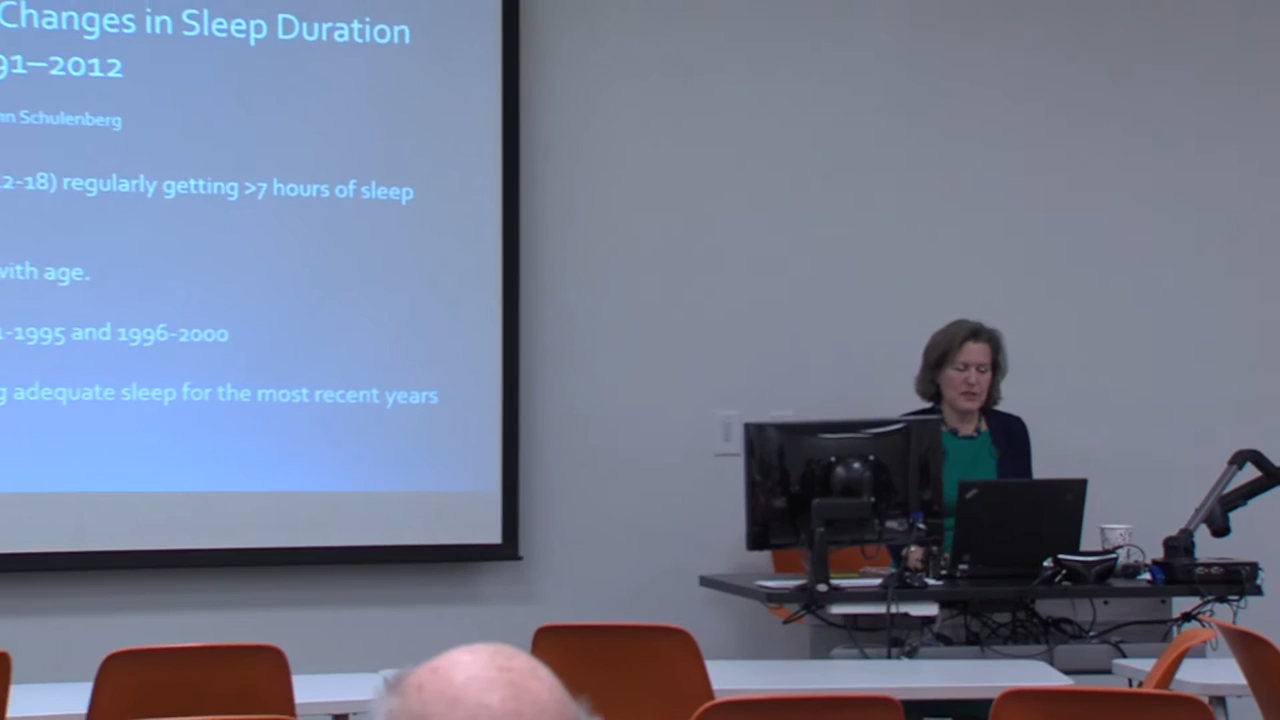 Changes in Sleep Duration
91–2012
nn Schulenberg
2-18) regularly getting >7 hours of sleep
with age.
1-1995 and 1996-2000
g adequate sleep for the most recent years